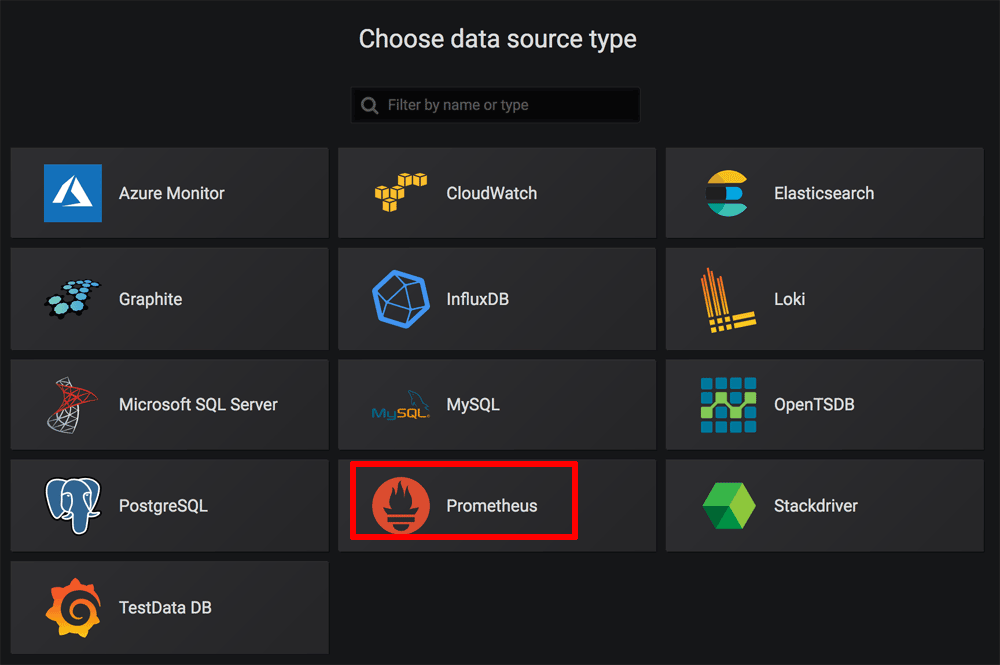 Choose data source type
Filter by name or type
Azure Monitor
CloudWatch
Elasticsearch
Graphite
InfluxDB
Loki
Microsoft SQL Server
MySQL
MySQL
OpenTSDB
PostgreSQL
Prometheus
Stackdriver
TestData DB